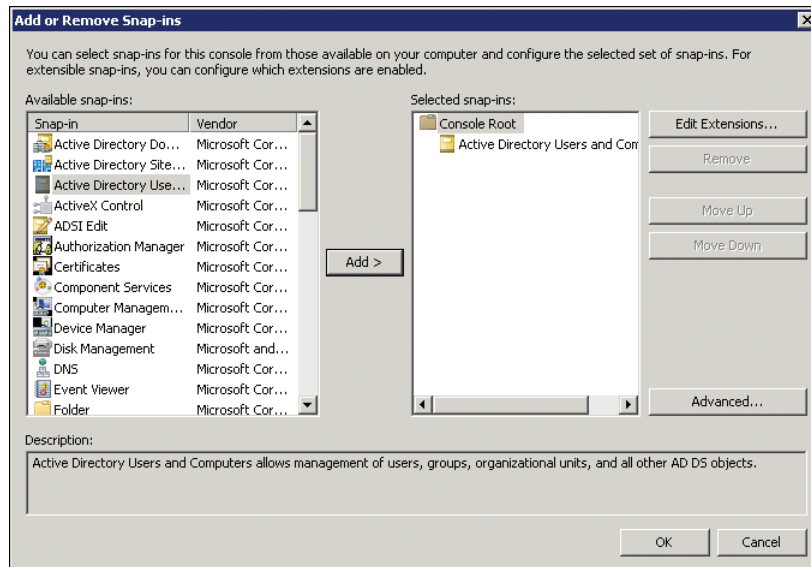 Add or Remove Snap-ins
You can select snap-ins for this console from those available on your computer and configure the selected set of snap-ins. For
extensible snap-ins, you can configure which extensions are enabled.
Available snap-ins:
Snap-in Vendor
Active Directory Do... Microsoft Cor...
Active Directory Site... Microsoft Cor...
Active Directory Use... Microsoft Cor...
ActiveX Control Microsoft Cor...
ADSI Edit Microsoft Cor...
Authorization Manager Microsoft Cor...
Certificates Microsoft Cor...
Component Services Microsoft Cor...
Computer Managem... Microsoft Cor...
Device Manager Microsoft Cor...
Disk Management Microsoft and...
DNS Microsoft Cor...
Event Viewer Microsoft Cor...
Folder Microsoft Cor...
Add >
Selected snap-ins:
Console Root
Active Directory Users and Com
Edit Extensions...
Remove
Move Up
Move Down
Advanced...
Description:
Active Directory Users and Computers allows management of users, groups, organizational units, and all other AD DS objects.
OK
Cancel